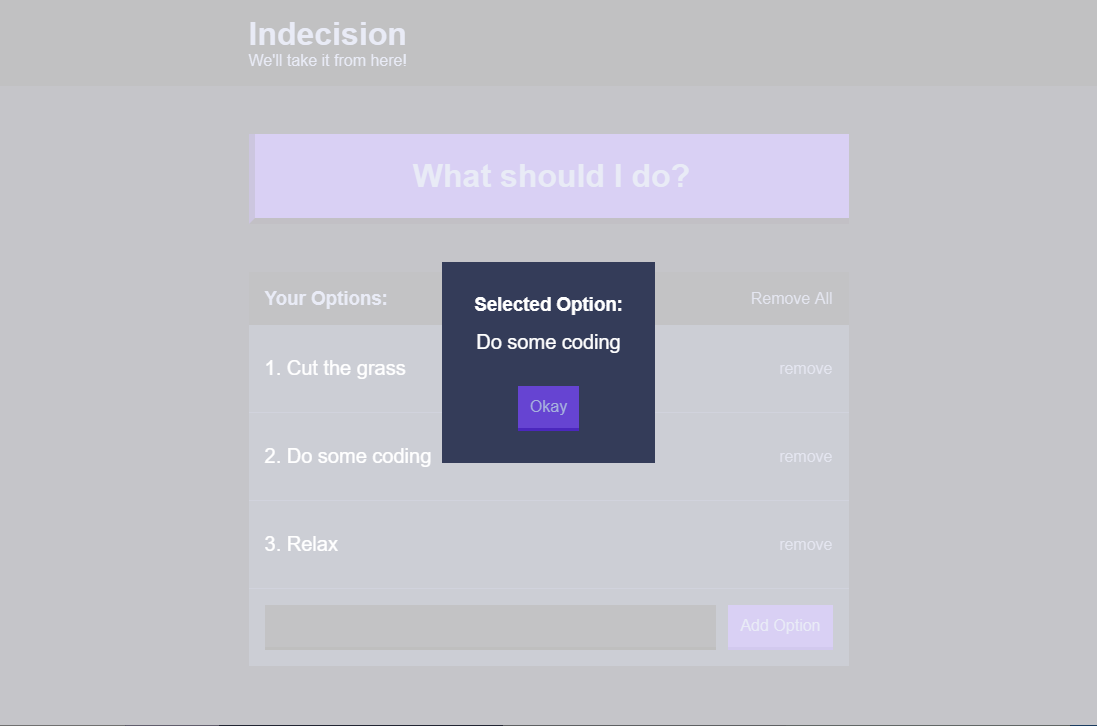 Indecision
We'll take it from here!
What should I do?
Your Options:
Remove All
Selected Option:
Do some coding
Okay
1. Cut the grass
remove
2. Do some coding
remove
3. Relax
remove
Add Option